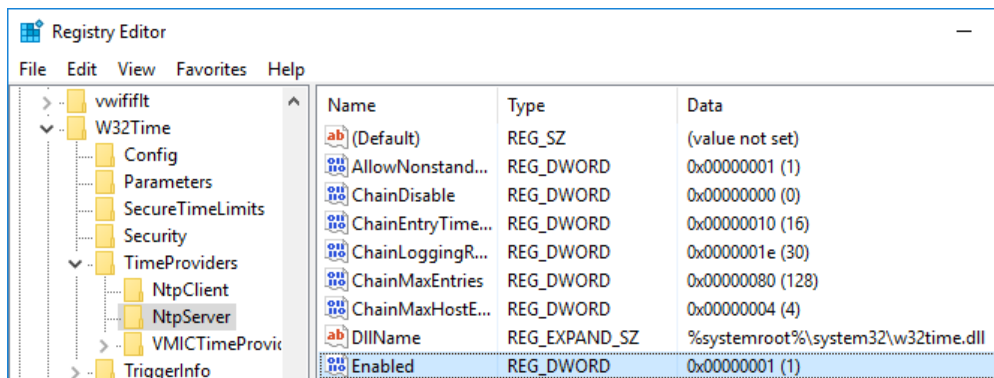 Registry Editor
File Edit View Favorites Help
vwififlt
W32Time
Config
Parameters
SecureTimeLimits
Security
TimeProviders
NtpClient
NtpServer
VMICTimeProvic
TriggerInfo
Name Type Data
(Default) REG_SZ (value not set)
AllowNonstand... REG_DWORD 0x00000001 (1)
ChainDisable REG_DWORD 0x00000000 (0)
ChainEntryTime... REG_DWORD 0x00000010 (16)
ChainLoggingR... REG_DWORD 0x0000001e (30)
ChainMaxEntries REG_DWORD 0x00000080 (128)
ChainMaxHostE... REG_DWORD 0x00000004 (4)
DllName REG_EXPAND_SZ %systemroot%\system32\w32time.dll
Enabled REG_DWORD 0x00000001 (1)